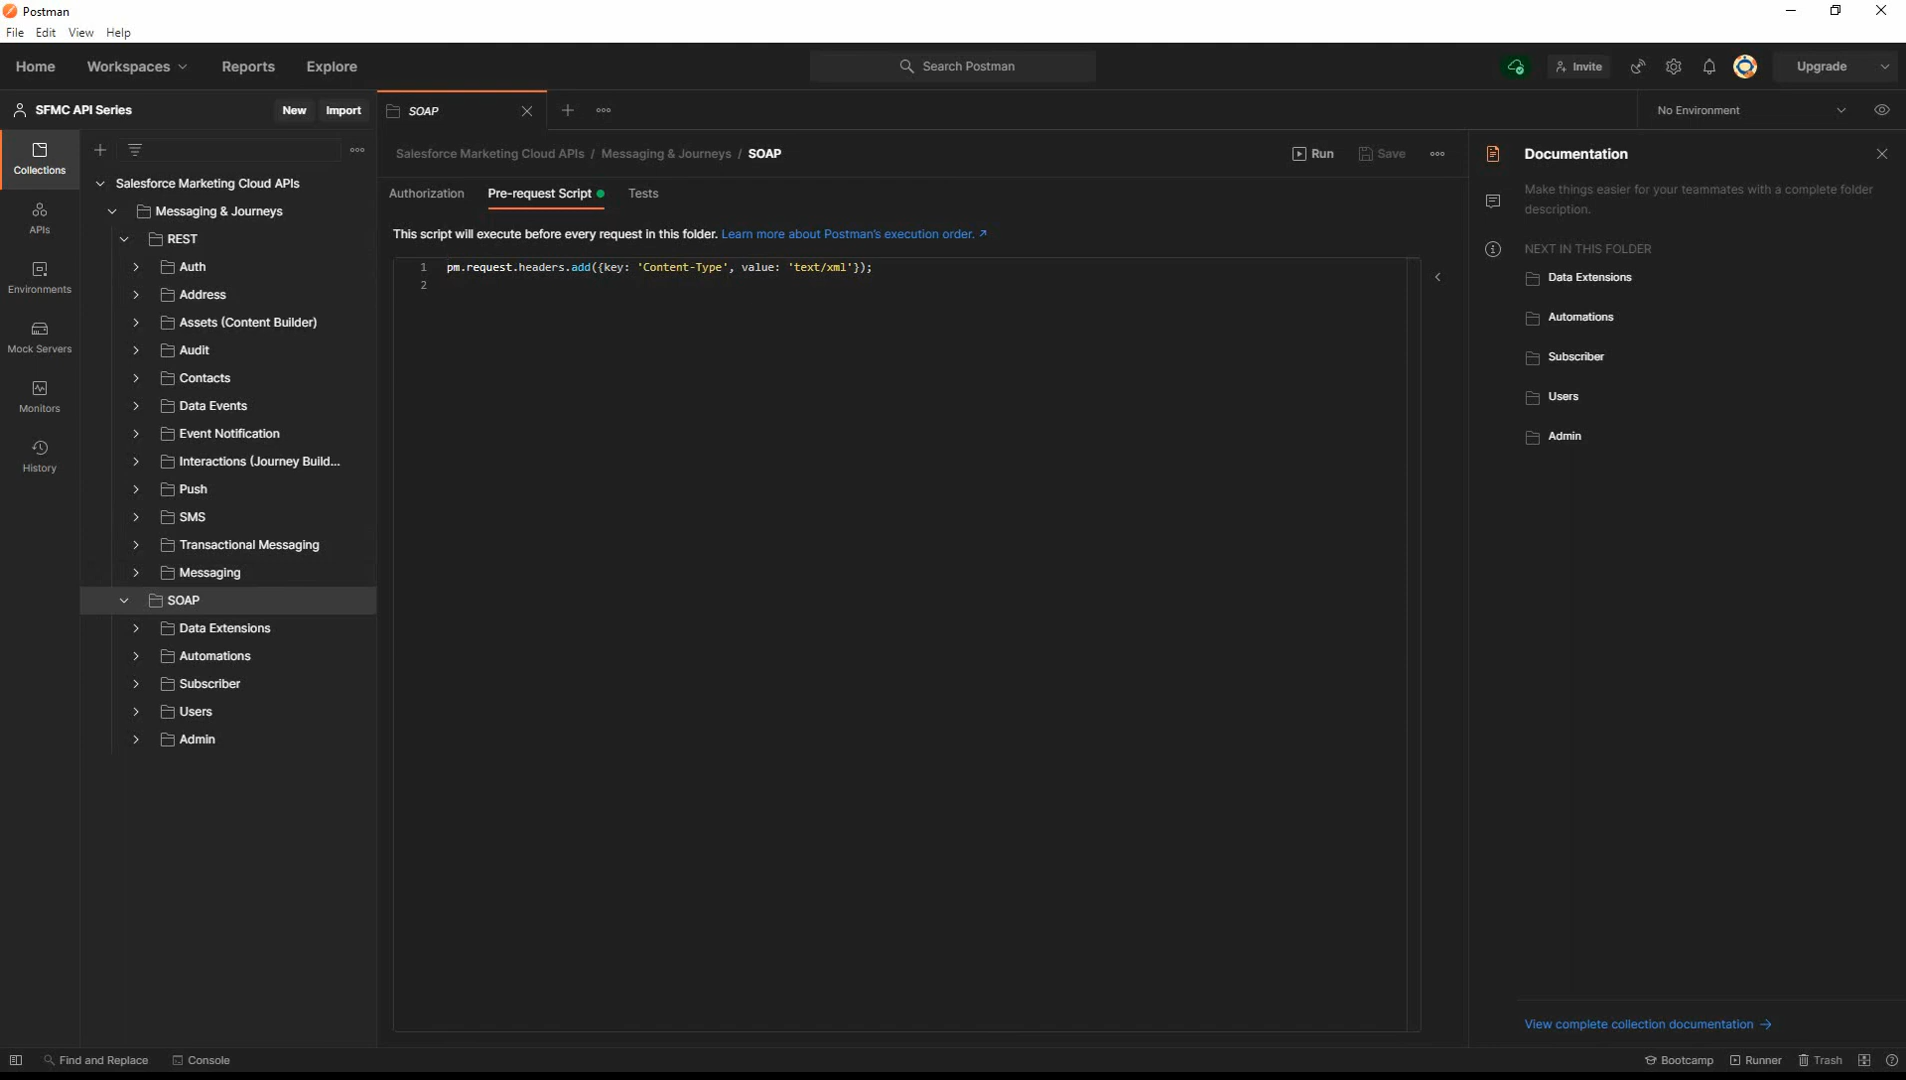 Postman
File Edit View Help
Home Workspaces Reports Explore Search Postman Invite Upgrade
SFMC API Series New Import SOAP No Environment
Collections
APIs
Environments
Mock Servers
Monitors
History
Salesforce Marketing Cloud APIs
Messaging & Journeys
REST
Auth
Address
Assets (Content Builder)
Audit
Contacts
Data Events
Event Notification
Interactions (Journey Build...
Push
SMS
Transactional Messaging
Messaging
SOAP
Data Extensions
Automations
Subscriber
Users
Admin
Salesforce Marketing Cloud APIs / Messaging & Journeys / SOAP Run Save
Authorization Pre-request Script Tests
This script will execute before every request in this folder. Learn more about Postman's execution order. ↗
1 pm.request.headers.add({key: 'Content-Type', value: 'text/xml'});
2
Documentation
Make things easier for your teammates with a complete folder
description.
NEXT IN THIS FOLDER
Data Extensions
Automations
Subscriber
Users
Admin
View complete collection documentation →
Find and Replace Console Bootcamp Runner Trash